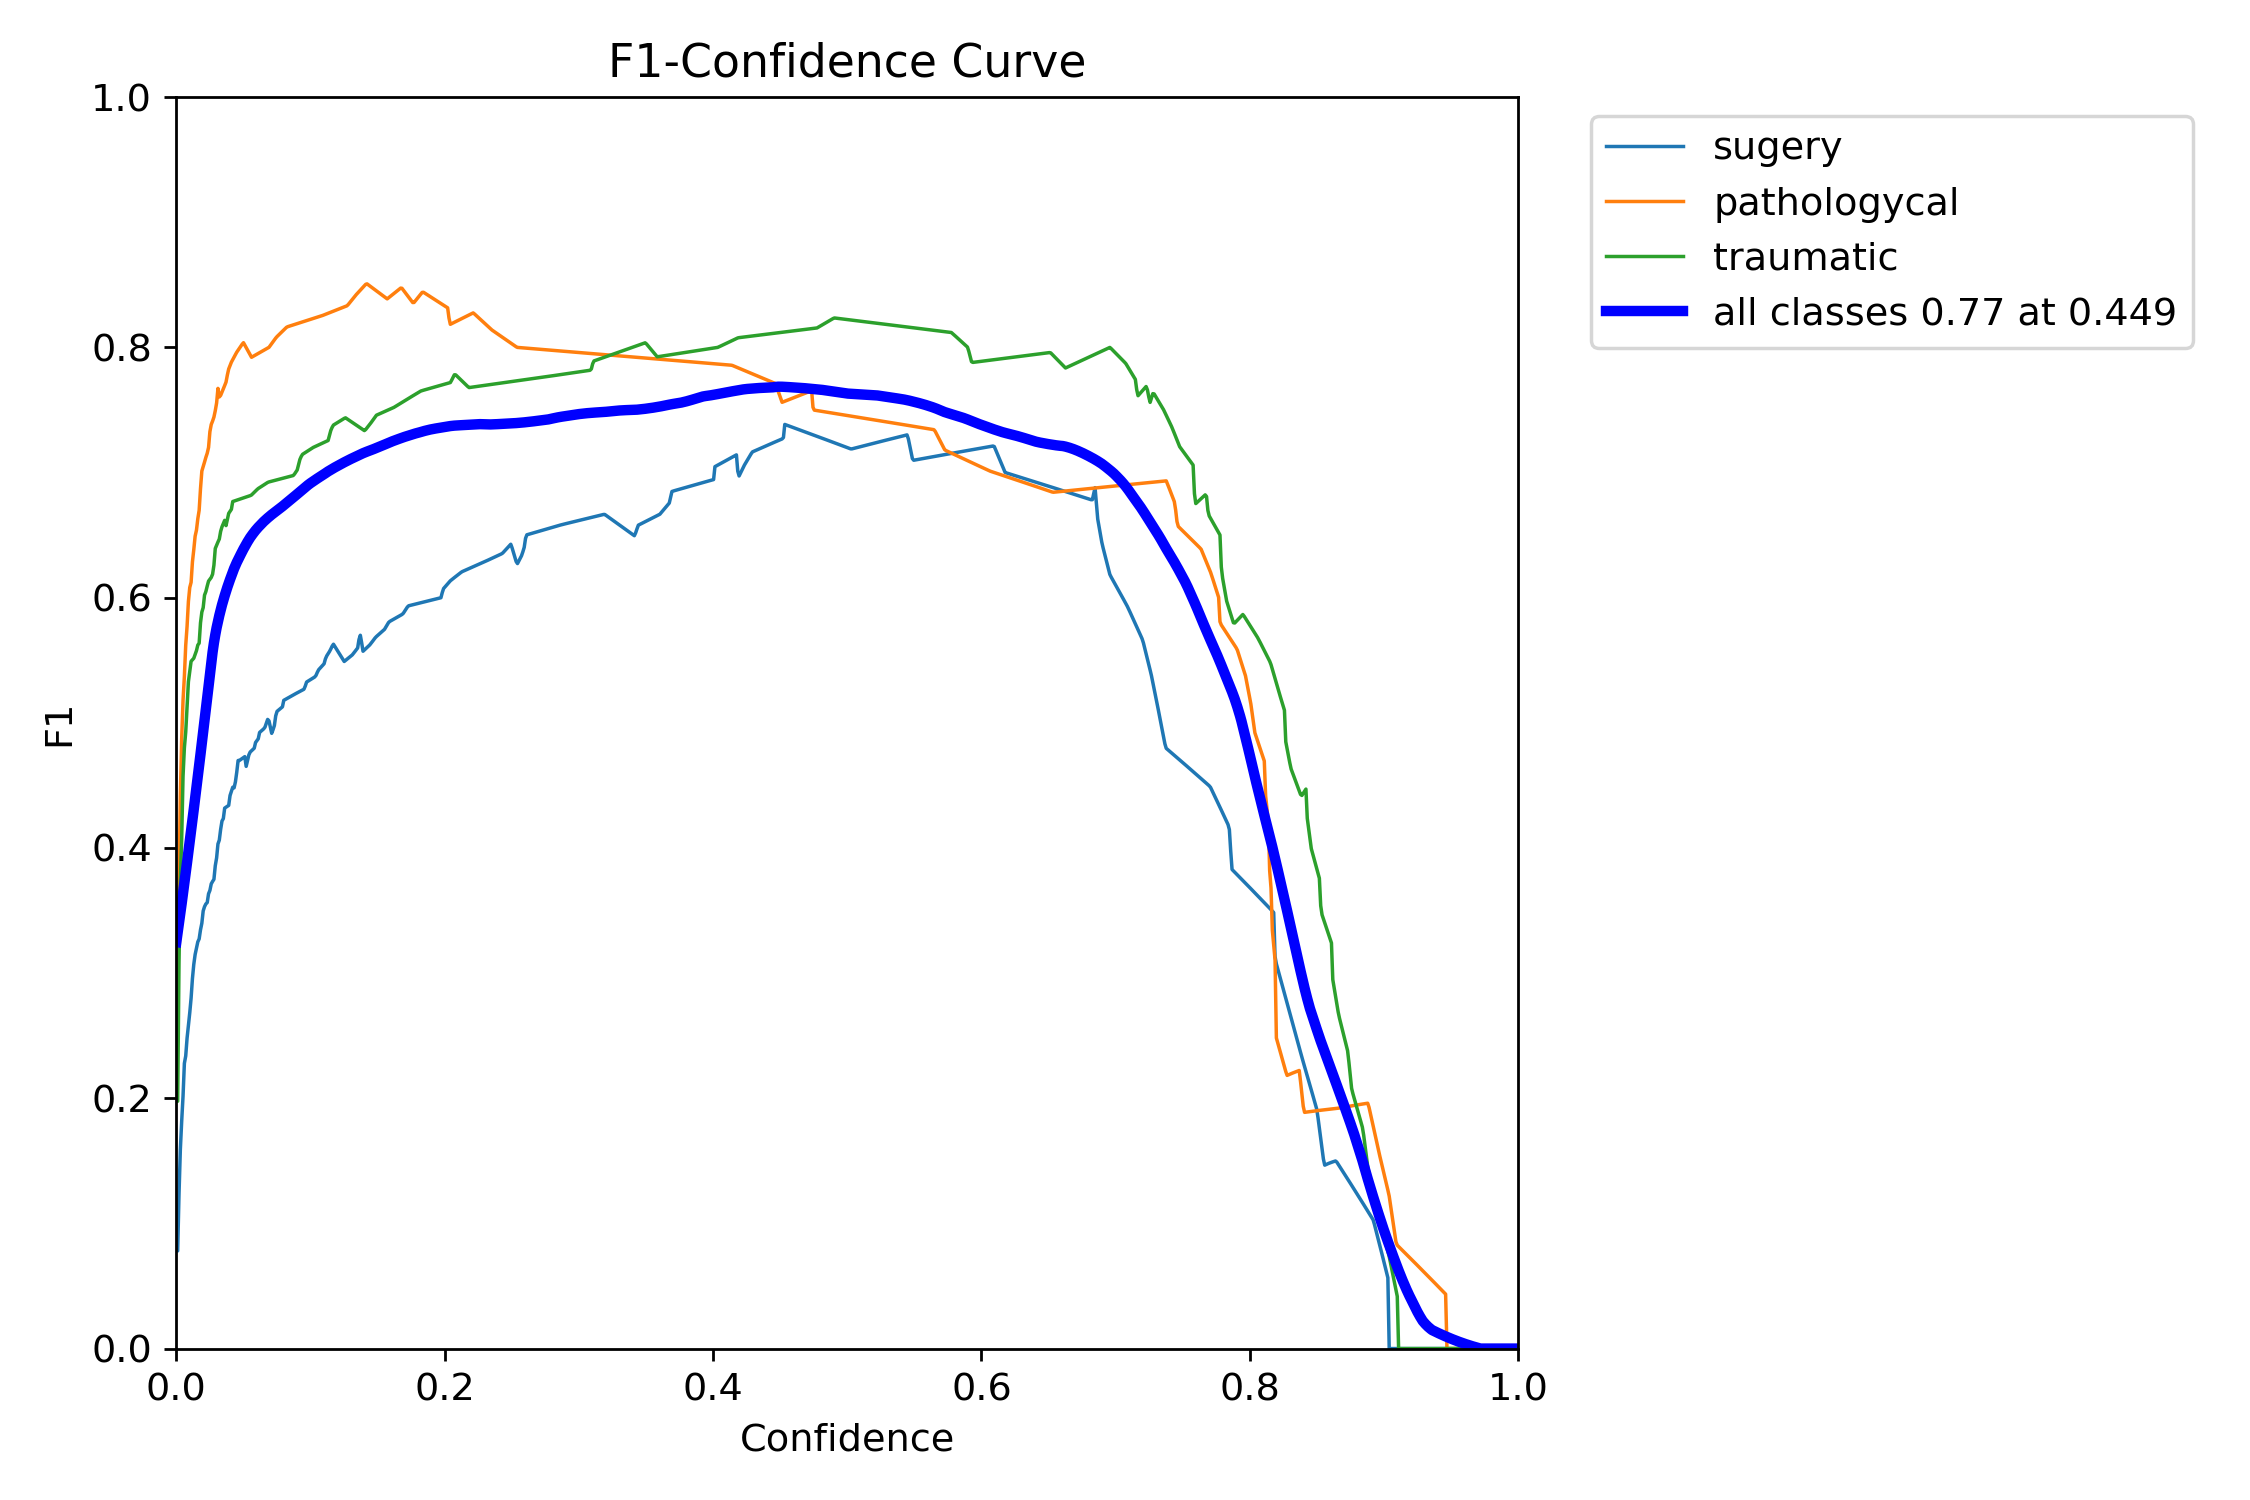 F1-Confidence Curve
1.0
0.8
0.6
0.4
0.2
0.0
F1
0.0 0.2 0.4 0.6 0.8 1.0
Confidence
sugery
pathologycal
traumatic
all classes 0.77 at 0.449